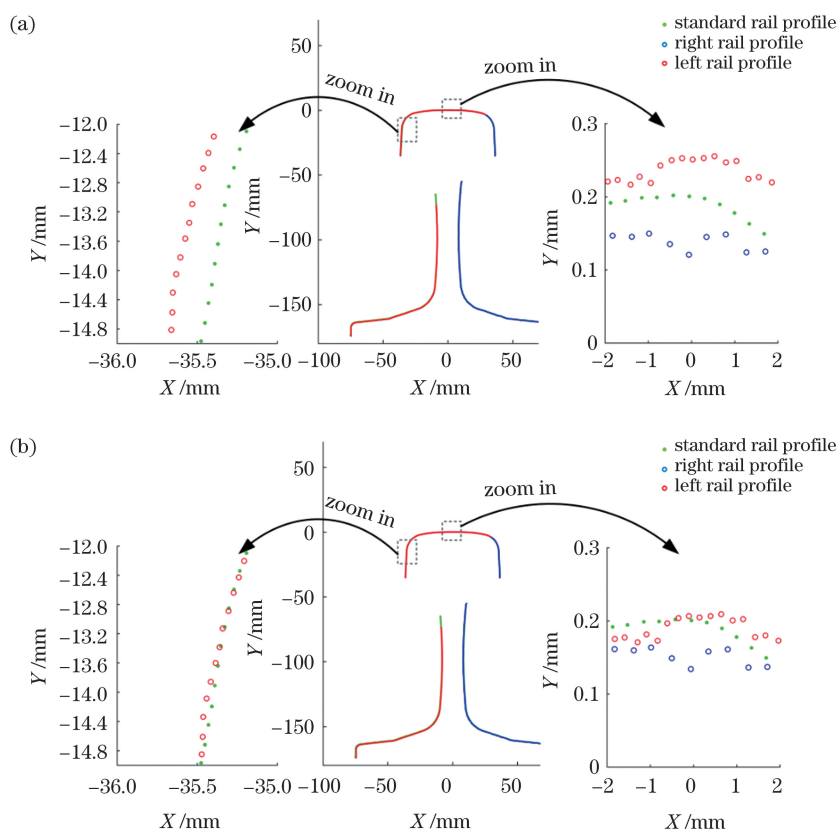 (a)
standard rail profile
right rail profile
left rail profile
zoom in
zoom in
50
0
−50
−100
−150
−100
−50
0
50
Y /mm
X /mm
−12.0
−12.4
−12.8
−13.2
−13.6
−14.0
−14.4
−14.8
−36.0
−35.5
−35.0
Y /mm
X /mm
0.3
0.2
0.1
0
−2
−1
0
1
2
Y /mm
X /mm
(b)
standard rail profile
right rail profile
left rail profile
zoom in
zoom in
50
0
−50
−100
−150
−100
−50
0
50
Y /mm
X /mm
−12.0
−12.4
−12.8
−13.2
−13.6
−14.0
−14.4
−14.8
−36.0
−35.5
−35.0
Y /mm
X /mm
0.3
0.2
0.1
0
−2
−1
0
1
2
Y /mm
X /mm